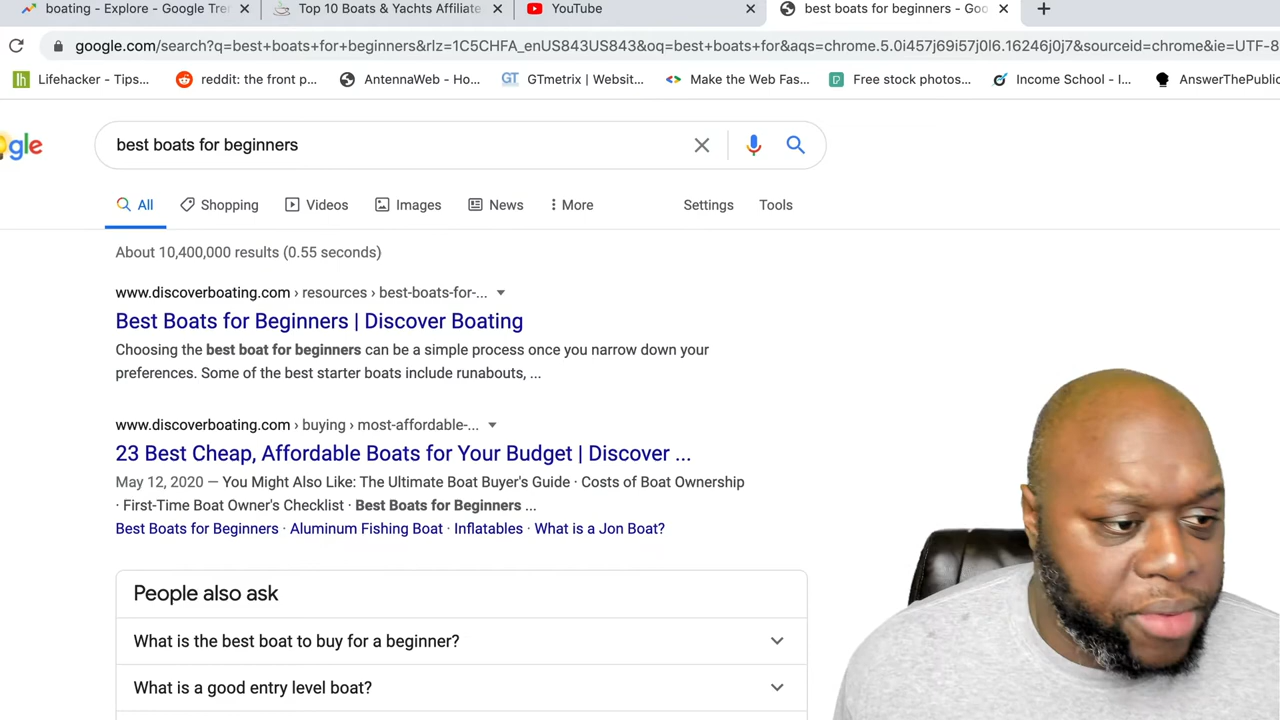 boating - Explore - Google Tre
Top 10 Boats & Yachts Affiliate
YouTube
best boats for beginners - Goo
google.com/search?q=best+boats+for+beginners&rlz=1C5CHFA_enUS843US843&oq=best+boats+for&aqs=chrome.5.0i457j69i57j0l6.16246j0j7&sourceid=chrome&ie=UTF-8
Lifehacker - Tips...
reddit: the front p...
AntennaWeb - Ho...
GT GTmetrix | Website...
Make the Web Fas...
Free stock photos...
Income School - I...
AnswerThePublic
gle
best boats for beginners
All
Shopping
Videos
Images
News
More
Settings
Tools
About 10,400,000 results (0.55 seconds)
www.discoverboating.com › resources › best-boats-for-...
Best Boats for Beginners | Discover Boating
Choosing the best boat for beginners can be a simple process once you narrow down your
preferences. Some of the best starter boats include runabouts, ...
www.discoverboating.com › buying › most-affordable-...
23 Best Cheap, Affordable Boats for Your Budget | Discover ...
May 12, 2020 — You Might Also Like: The Ultimate Boat Buyer's Guide · Costs of Boat Ownership
· First-Time Boat Owner's Checklist · Best Boats for Beginners ...
Best Boats for Beginners · Aluminum Fishing Boat · Inflatables · What is a Jon Boat?
People also ask
What is the best boat to buy for a beginner?
What is a good entry level boat?